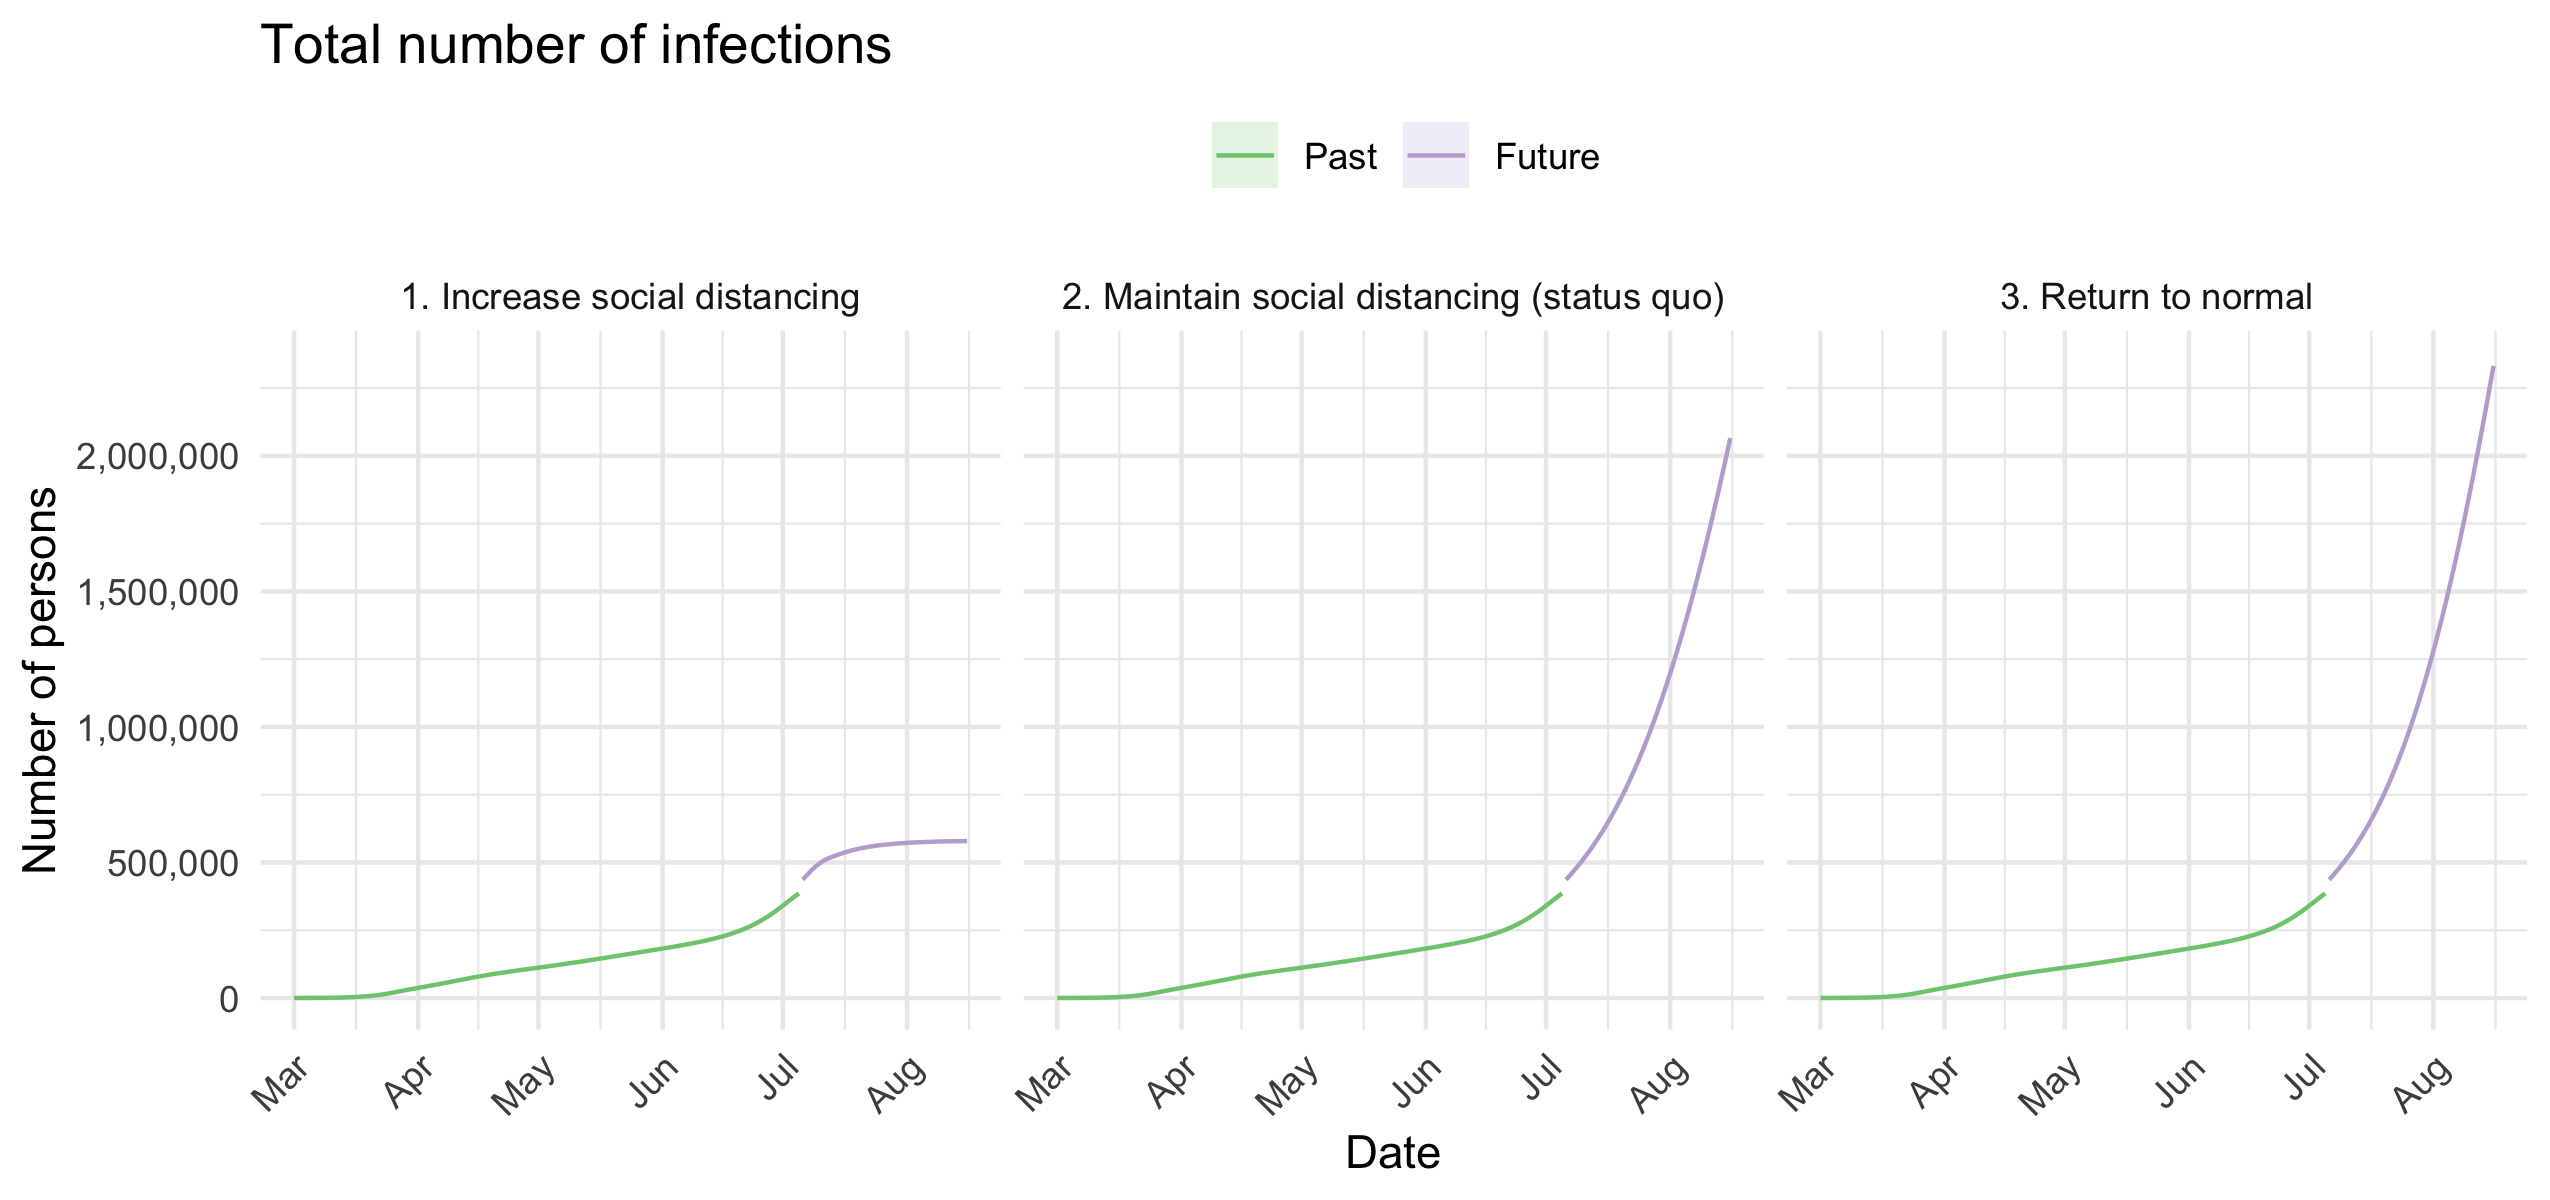 Total number of infections
Past Future
1. Increase social distancing
2. Maintain social distancing (status quo)
3. Return to normal
Number of persons
2,000,000
1,500,000
1,000,000
500,000
0
Mar Apr May Jun Jul Aug
Mar Apr May Jun Jul Aug
Mar Apr May Jun Jul Aug
Date